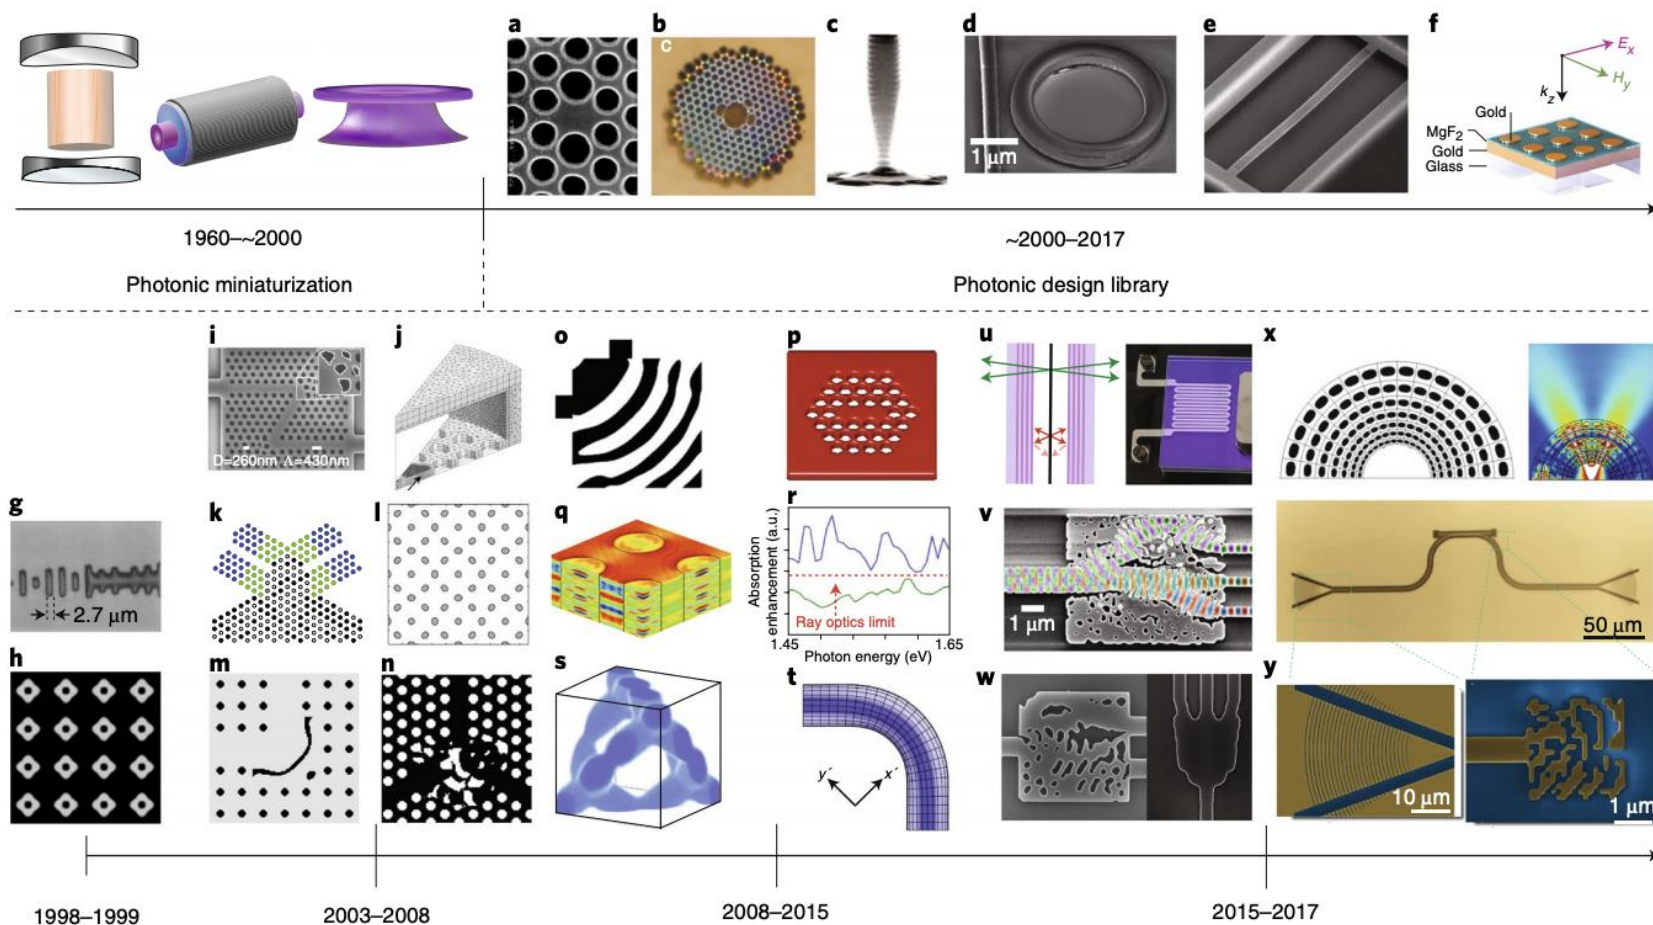 a
b
c
d
e
f
C
1 µm
Eₓ
Hᵧ
k_z
Gold
MgF₂
Gold
Glass
1960–~2000
~2000–2017
Photonic miniaturization
Photonic design library
i
j
o
p
u
x
D=260nm Λ=430nm
g
k
l
q
r
v
2.7 µm
Absorption
enhancement (a.u.)
Ray optics limit
1.45
1.65
Photon energy (eV)
1 µm
50 µm
h
m
n
s
t
w
y
y´
x´
10 µm
1 µm
1998–1999
2003–2008
2008–2015
2015–2017